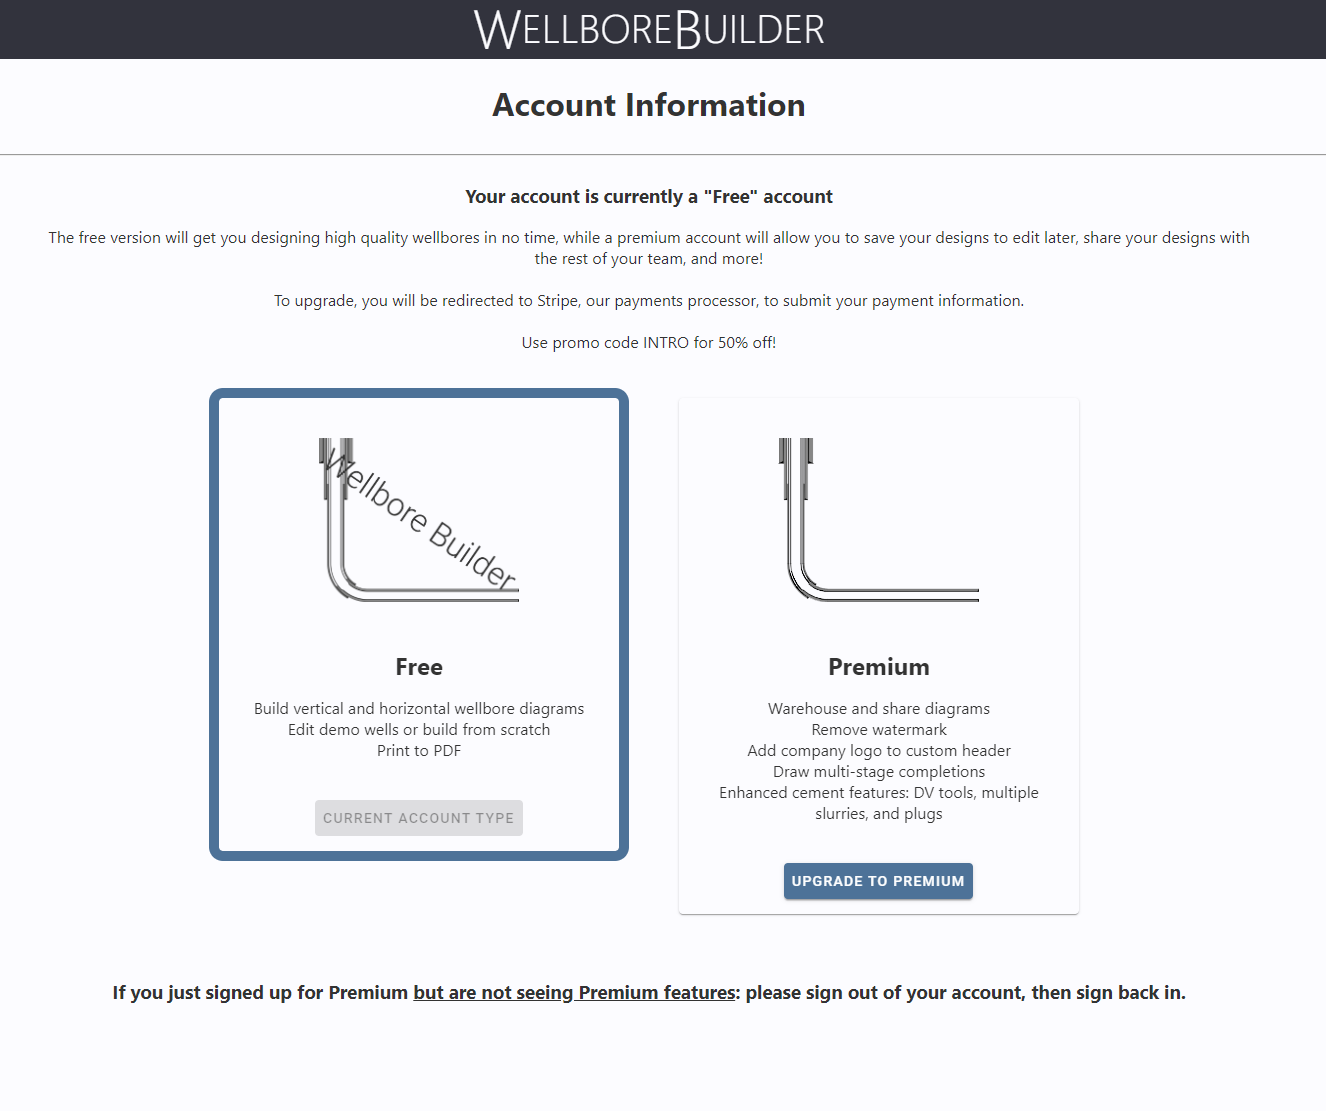 WELLBOREBUILDER
Account Information
Your account is currently a "Free" account
The free version will get you designing high quality wellbores in no time, while a premium account will allow you to save your designs to edit later, share your designs with
the rest of your team, and more!
To upgrade, you will be redirected to Stripe, our payments processor, to submit your payment information.
Use promo code INTRO for 50% off!
Wellbore Builder
Free
Build vertical and horizontal wellbore diagrams
Edit demo wells or build from scratch
Print to PDF
CURRENT ACCOUNT TYPE
Premium
Warehouse and share diagrams
Remove watermark
Add company logo to custom header
Draw multi-stage completions
Enhanced cement features: DV tools, multiple
slurries, and plugs
UPGRADE TO PREMIUM
If you just signed up for Premium but are not seeing Premium features: please sign out of your account, then sign back in.